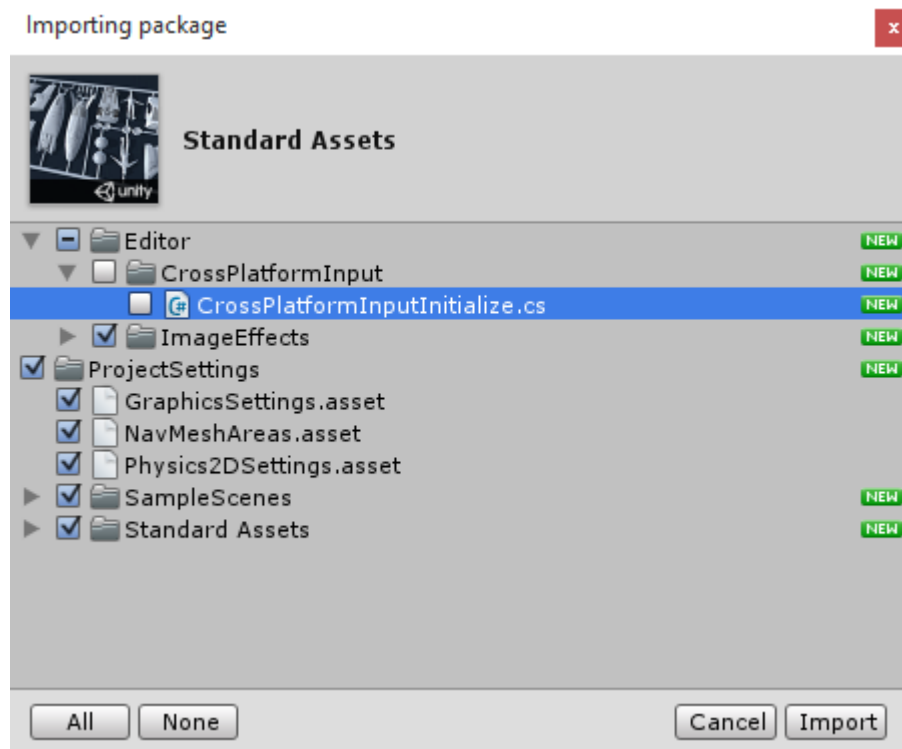 Importing package
x
unity
Standard Assets
Editor NEW
CrossPlatformInput NEW
C# CrossPlatformInputInitialize.cs NEW
ImageEffects NEW
ProjectSettings NEW
GraphicsSettings.asset
NavMeshAreas.asset
Physics2DSettings.asset
SampleScenes NEW
Standard Assets NEW
All None Cancel Import